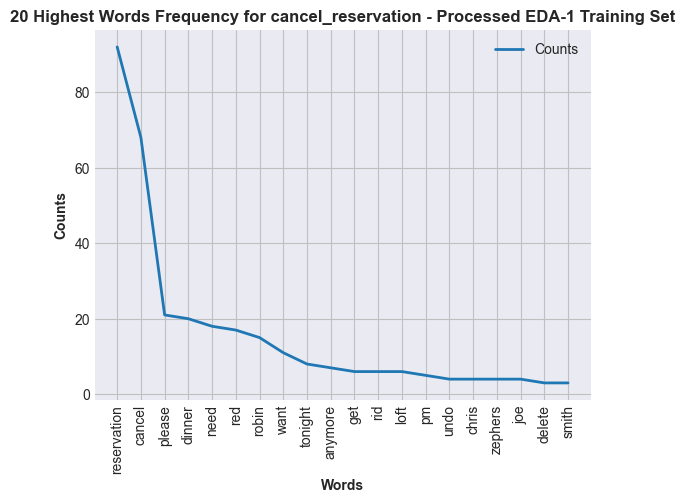 20 Highest Words Frequency for cancel_reservation - Processed EDA-1 Training Set
Counts
80
60
40
20
0
Counts
reservation
cancel
please
dinner
need
red
robin
want
tonight
anymore
get
rid
loft
pm
undo
chris
zephers
joe
delete
smith
Words